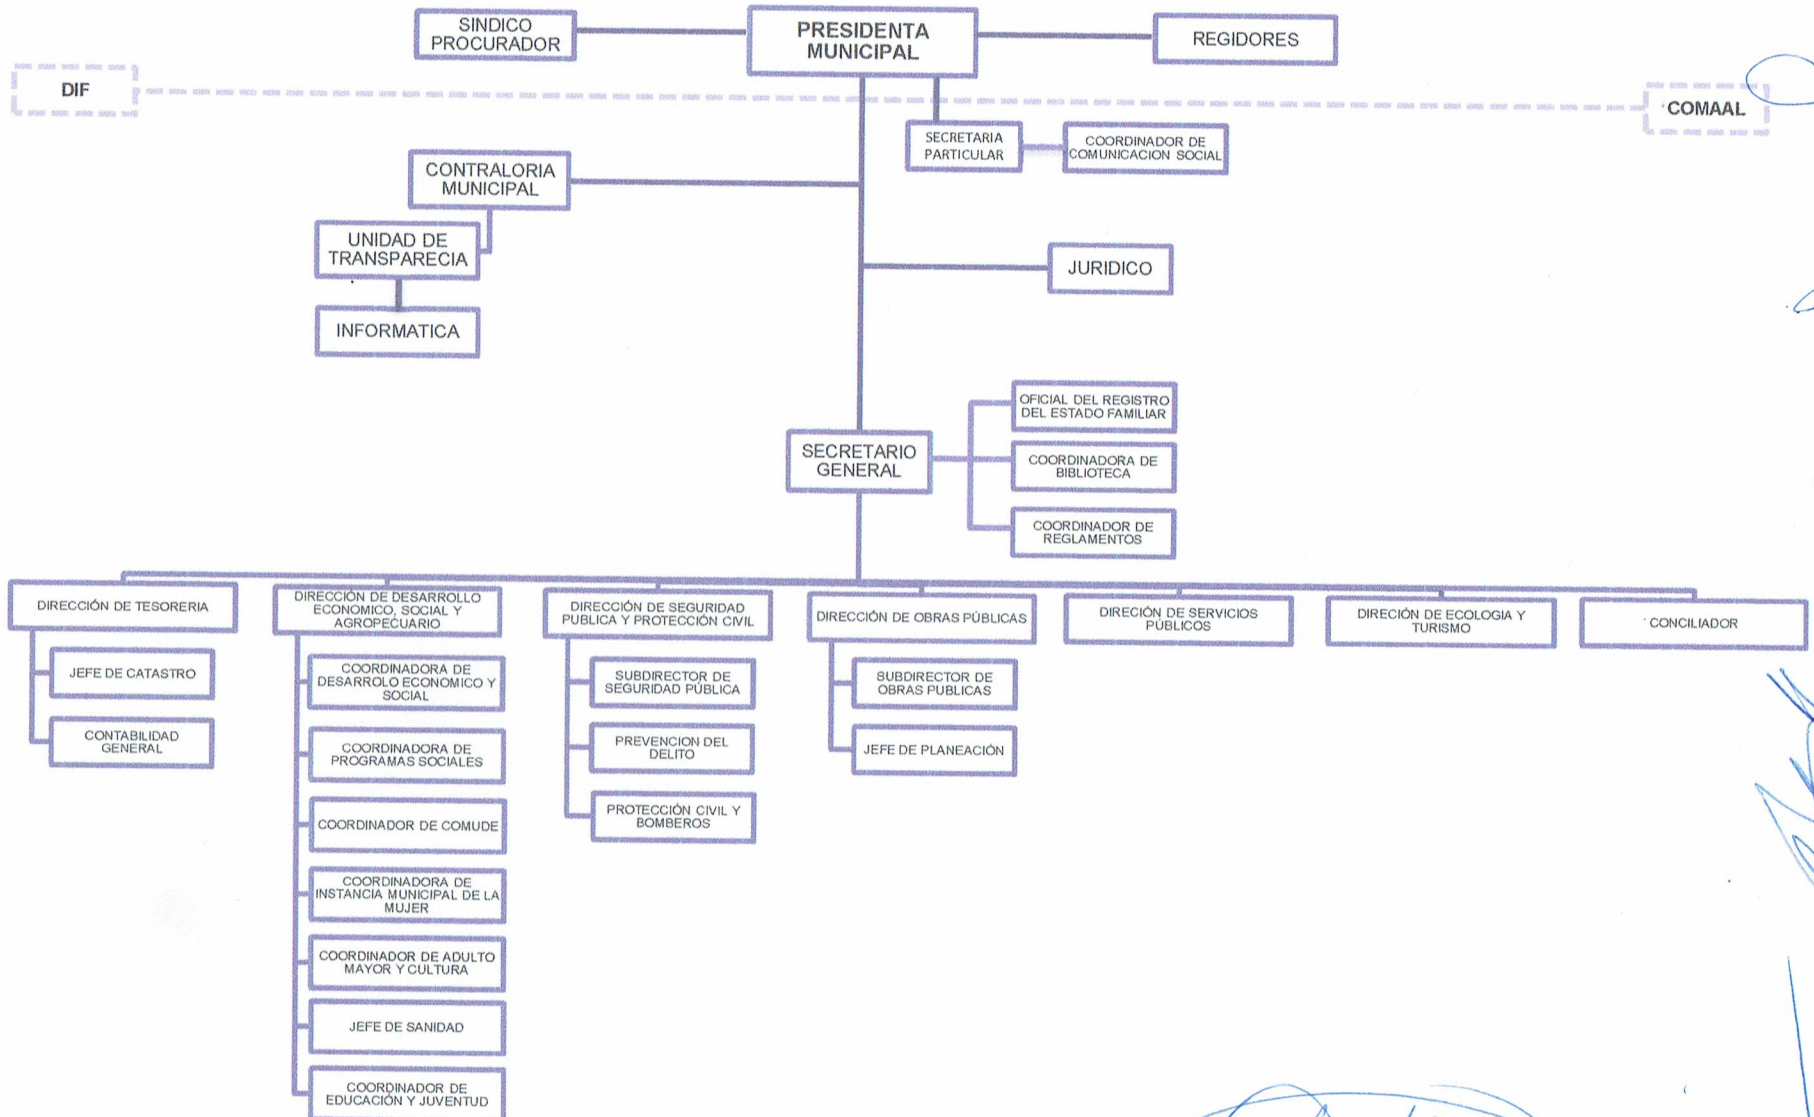 SINDICO
PROCURADOR
PRESIDENTA
MUNICIPAL
REGIDORES
DIF
COMAAL
SECRETARIA
PARTICULAR
COORDINADOR DE
COMUNICACION SOCIAL
CONTRALORIA
MUNICIPAL
UNIDAD DE
TRANSPARECIA
JURIDICO
INFORMATICA
OFICIAL DEL REGISTRO
DEL ESTADO FAMILIAR
SECRETARIO
GENERAL
COORDINADORA DE
BIBLIOTECA
COORDINADOR DE
REGLAMENTOS
DIRECCIÓN DE TESORERIA
JEFE DE CATASTRO
CONTABILIDAD
GENERAL
DIRECCIÓN DE DESARROLLO
ECONOMICO, SOCIAL Y
AGROPECUARIO
COORDINADORA DE
DESARROLO ECONOMICO Y
SOCIAL
COORDINADORA DE
PROGRAMAS SOCIALES
COORDINADOR DE COMUDE
COORDINADORA DE
INSTANCIA MUNICIPAL DE LA
MUJER
COORDINADOR DE ADULTO
MAYOR Y CULTURA
JEFE DE SANIDAD
COORDINADOR DE
EDUCACIÓN Y JUVENTUD
DIRECCIÓN DE SEGURIDAD
PUBLICA Y PROTECCIÓN CIVIL
SUBDIRECTOR DE
SEGURIDAD PÚBLICA
PREVENCION DEL
DELITO
PROTECCIÓN CIVIL Y
BOMBEROS
DIRECCIÓN DE OBRAS PÚBLICAS
SUBDIRECTOR DE
OBRAS PUBLICAS
JEFE DE PLANEACIÓN
DIRECIÓN DE SERVICIOS
PÚBLICOS
DIRECIÓN DE ECOLOGIA Y
TURISMO
CONCILIADOR